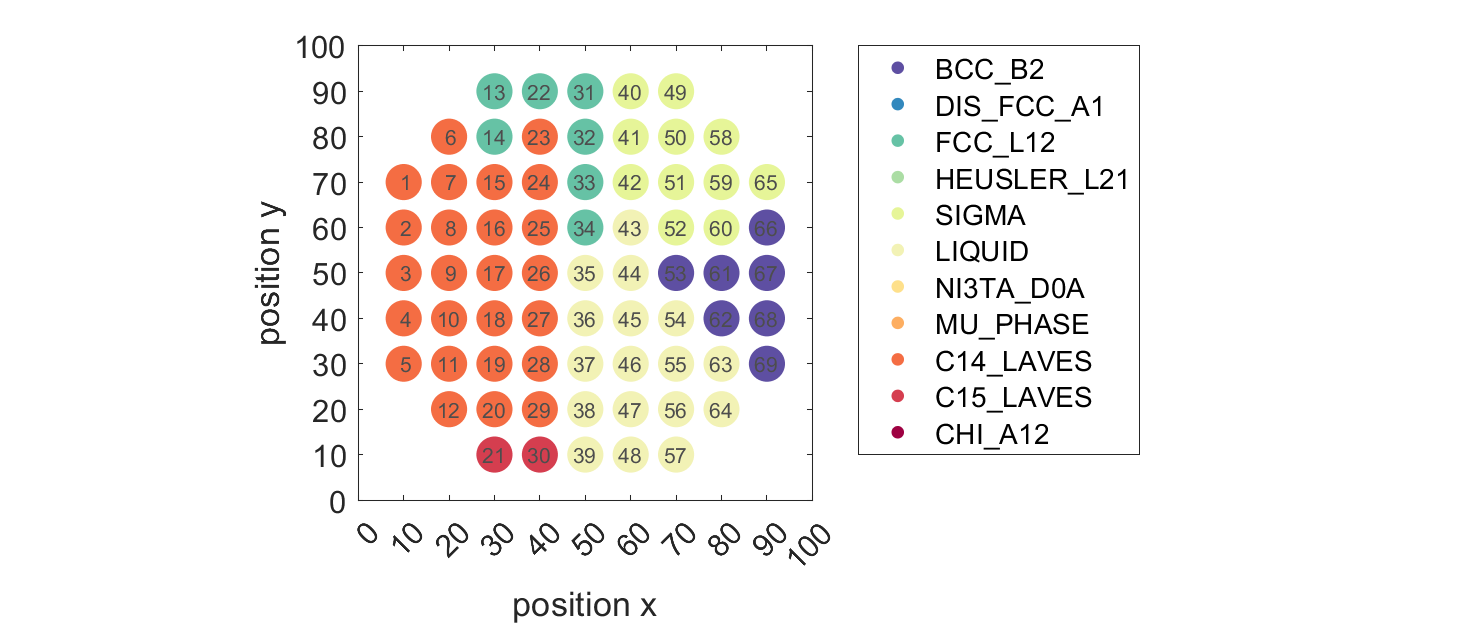 100
90
80
70
60
50
40
30
20
10
0
position y
13 22 31 40 49
6 14 23 32 41 50 58
1 7 15 24 33 42 51 59 65
2 8 16 25 34 43 52 60 66
3 9 17 26 35 44 53 61 67
4 10 18 27 36 45 54 62 68
5 11 19 28 37 46 55 63 69
12 20 29 38 47 56 64
21 30 39 48 57
0 10 20 30 40 50 60 70 80 90 100
position x
BCC_B2
DIS_FCC_A1
FCC_L12
HEUSLER_L21
SIGMA
LIQUID
NI3TA_D0A
MU_PHASE
C14_LAVES
C15_LAVES
CHI_A12